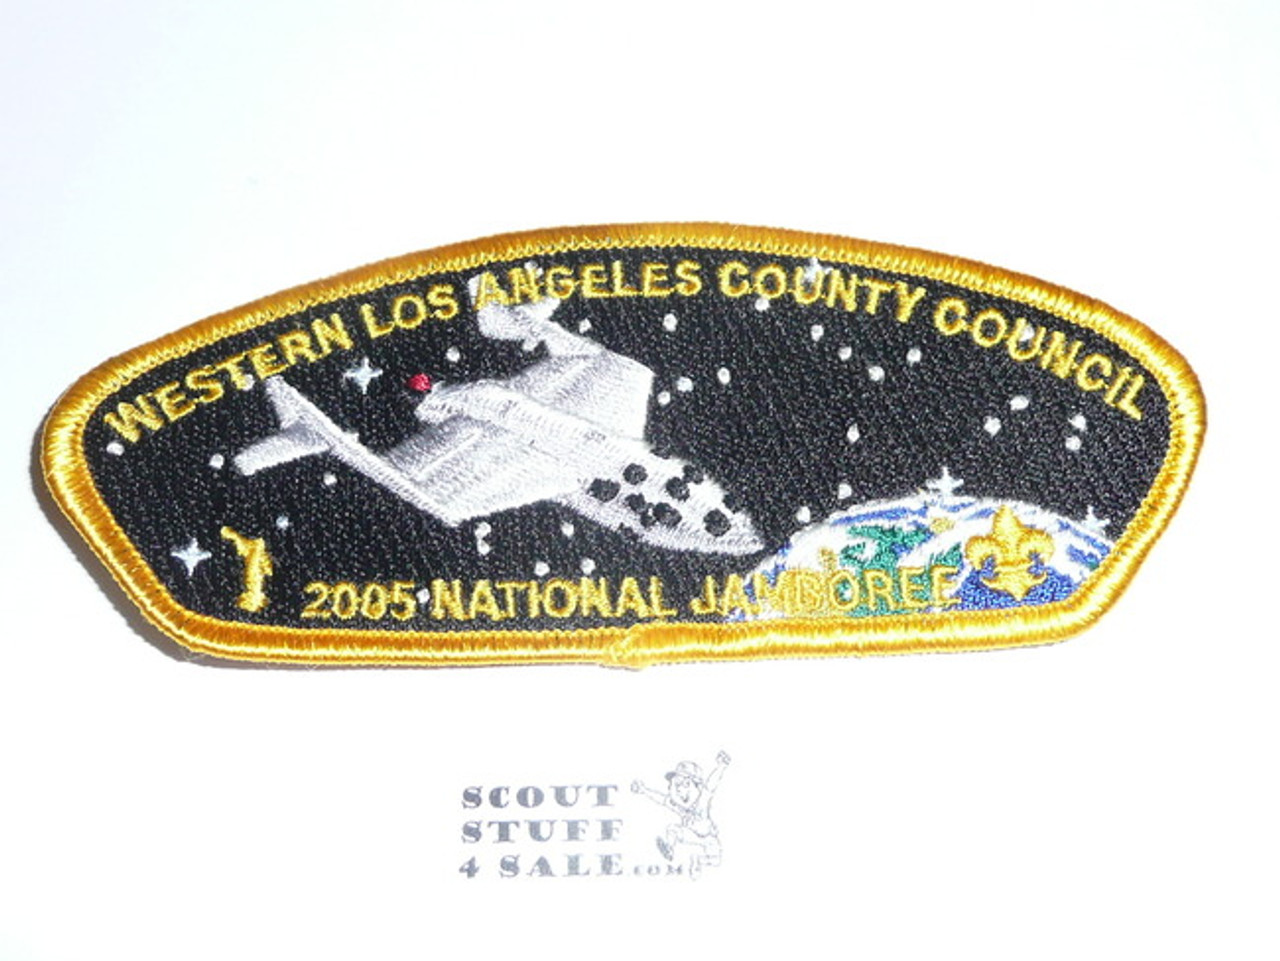 WESTERN LOS ANGELES COUNTY COUNCIL
2005 NATIONAL JAMBOREE
SCOUT
STUFF
4 SALE.COM